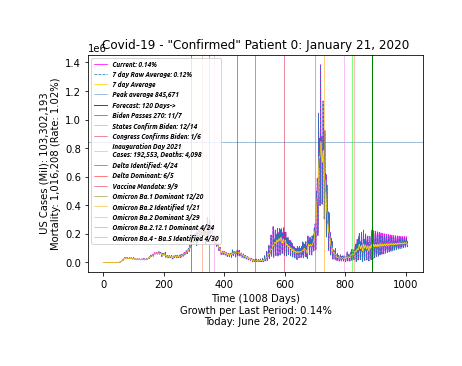 Covid-19 - "Confirmed" Patient 0: January 21, 2020
1e6
Current: 0.14%
7 day Raw Average: 0.12%
7 day Average
Peak average 845,671
Forecast: 120 Days->
Biden Passes 270: 11/7
States Confirm Biden: 12/14
Congress Confirms Biden: 1/6
Inauguration Day 2021
Cases: 192,553, Deaths: 4,098
Delta Identified: 4/24
Delta Dominant: 6/5
Vaccine Mandate: 9/9
Omicron Ba.1 Dominant 12/20
Omicron Ba.2 Identified 1/21
Omicron Ba.2 Dominant 3/29
Omicron Ba.2.12.1 Dominant 4/24
Omicron Ba.4 - Ba.5 Identified 4/30
US Cases (Mil): 103,302,193
Mortality: 1,016,208 (Rate: 1.02%)
1.4
1.2
1.0
0.8
0.6
0.4
0.2
0.0
0 200 400 600 800 1000
Time (1008 Days)
Growth per Last Period: 0.14%
Today: June 28, 2022